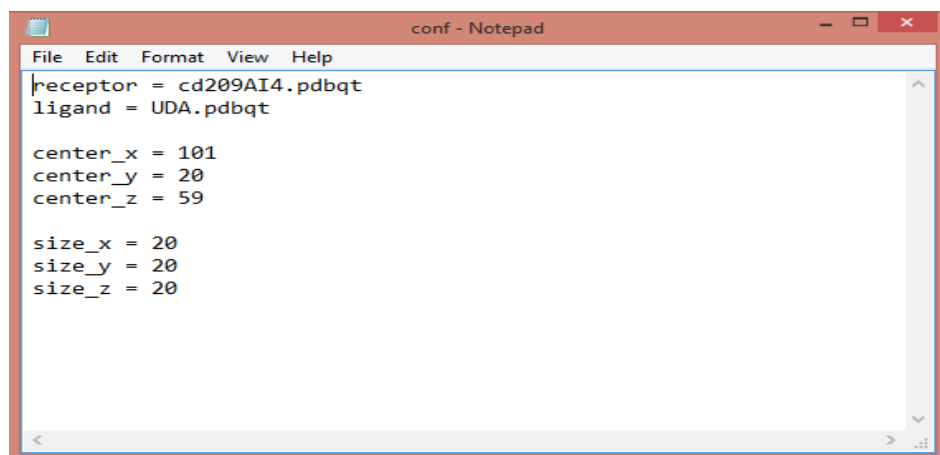 conf - Notepad
File Edit Format View Help
receptor = cd209AI4.pdbqt
ligand = UDA.pdbqt
center_x = 101
center_y = 20
center_z = 59
size_x = 20
size_y = 20
size_z = 20